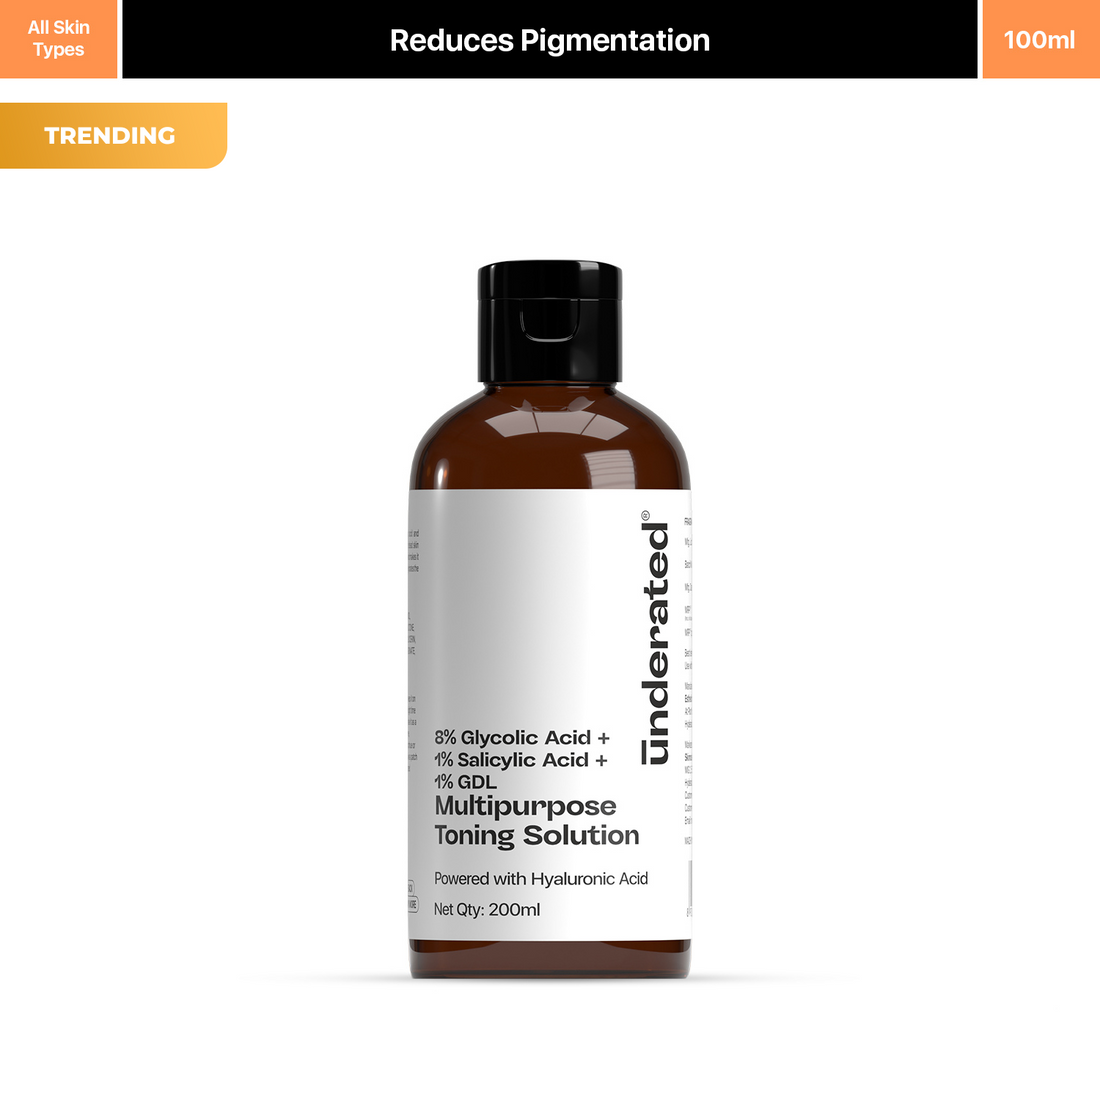 All Skin
Types
Reduces Pigmentation
100ml
TRENDING
ūnderated®
8% Glycolic Acid +
1% Salicylic Acid +
1% GDL
Multipurpose
Toning Solution
Powered with Hyaluronic Acid
Net Qty: 200ml